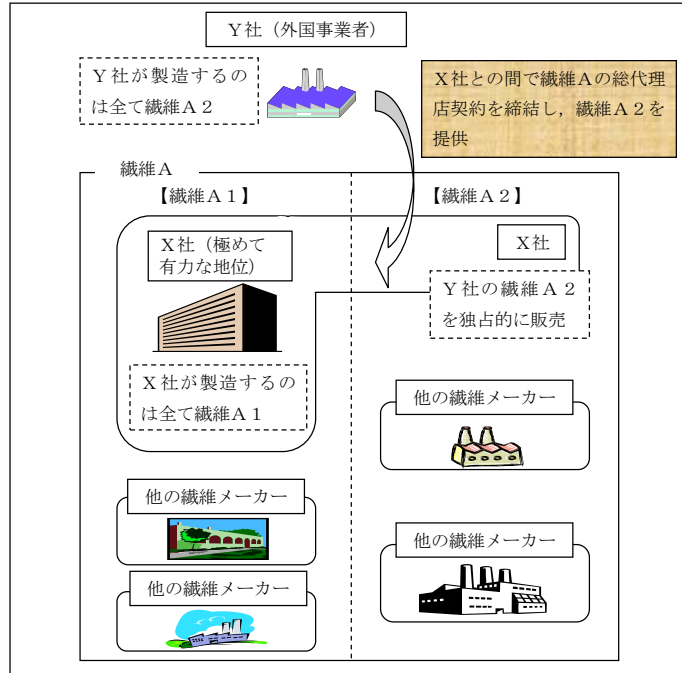 Ｙ社（外国事業者）
Ｙ社が製造するの
は全て繊維Ａ２
Ｘ社との間で繊維Ａの総代理
店契約を締結し，繊維Ａ２を
提供
繊維Ａ
【繊維Ａ１】
【繊維Ａ２】
Ｘ社（極めて
有力な地位）
Ｘ社
Ｙ社の繊維Ａ２
を独占的に販売
Ｘ社が製造するの
は全て繊維Ａ１
他の繊維メーカー
他の繊維メーカー
他の繊維メーカー
他の繊維メーカー